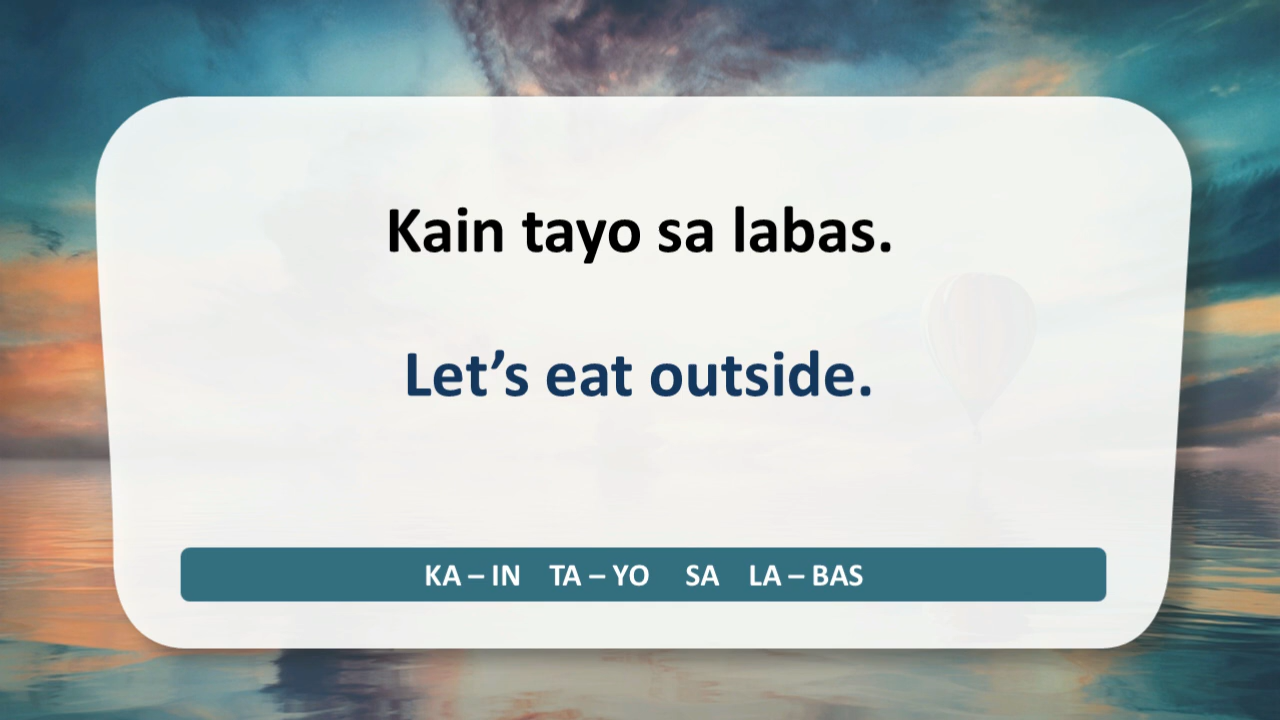 Kain tayo sa labas.
Let’s eat outside.
KA – IN TA – YO SA LA – BAS